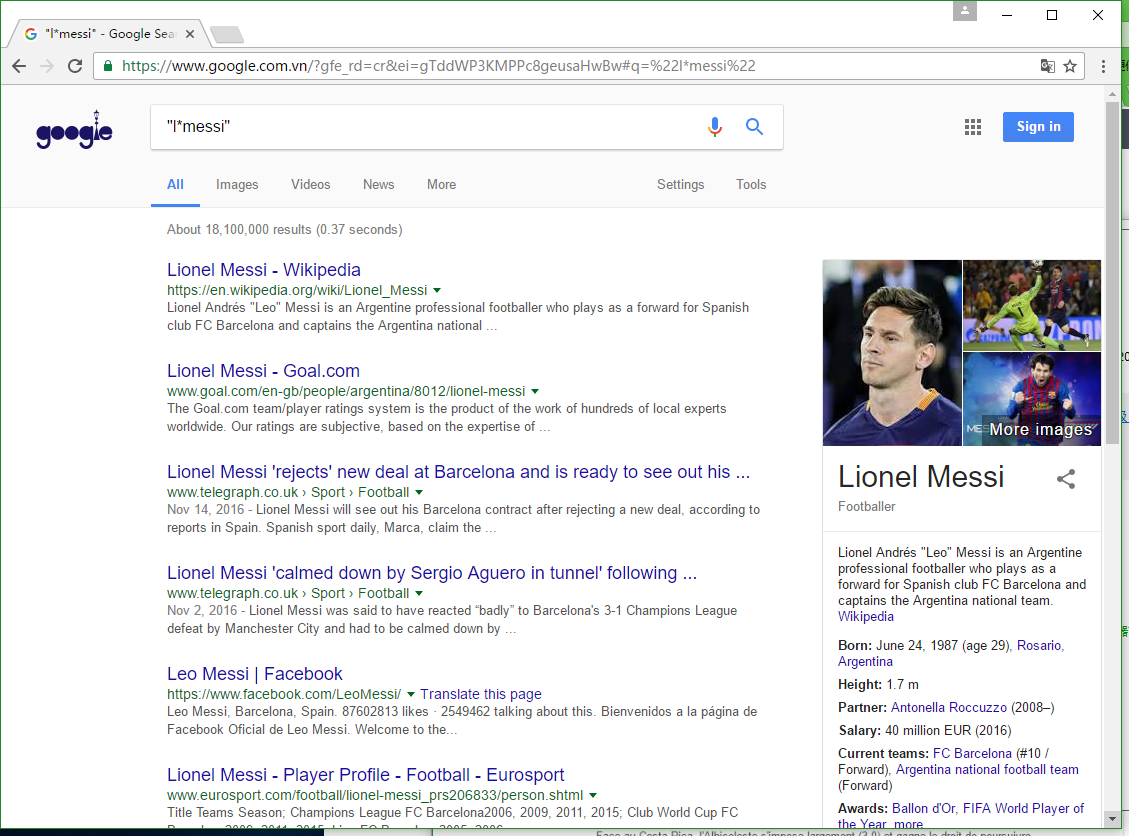 "l*messi" - Google Sea
https://www.google.com.vn/?gfe_rd=cr&ei=gTddWP3KMPPc8geusaHwBw#q=%22l*messi%22
google
"l*messi"
Sign in
All Images Videos News More Settings Tools
About 18,100,000 results (0.37 seconds)
Lionel Messi - Wikipedia
https://en.wikipedia.org/wiki/Lionel_Messi
Lionel Andrés "Leo" Messi is an Argentine professional footballer who plays as a forward for Spanish
club FC Barcelona and captains the Argentina national ...
Lionel Messi - Goal.com
www.goal.com/en-gb/people/argentina/8012/lionel-messi
The Goal.com team/player ratings system is the product of the work of hundreds of local experts
worldwide. Our ratings are subjective, based on the expertise of ...
Lionel Messi 'rejects' new deal at Barcelona and is ready to see out his ...
www.telegraph.co.uk › Sport › Football
Nov 14, 2016 - Lionel Messi will see out his Barcelona contract after rejecting a new deal, according to
reports in Spain. Spanish sport daily, Marca, claim the ...
Lionel Messi 'calmed down by Sergio Aguero in tunnel' following ...
www.telegraph.co.uk › Sport › Football
Nov 2, 2016 - Lionel Messi was said to have reacted “badly” to Barcelona's 3-1 Champions League
defeat by Manchester City and had to be calmed down by ...
Leo Messi | Facebook
https://www.facebook.com/LeoMessi/ Translate this page
Leo Messi, Barcelona, Spain. 87602813 likes · 2549462 talking about this. Bienvenidos a la página de
Facebook Oficial de Leo Messi. Welcome to the...
Lionel Messi - Player Profile - Football - Eurosport
www.eurosport.com/football/lionel-messi_prs206833/person.shtml
Title Teams Season; Champions League FC Barcelona2006, 2009, 2011, 2015; Club World Cup FC
More images
Lionel Messi
Footballer
Lionel Andrés "Leo" Messi is an Argentine
professional footballer who plays as a
forward for Spanish club FC Barcelona and
captains the Argentina national team.
Wikipedia
Born: June 24, 1987 (age 29), Rosario,
Argentina
Height: 1.7 m
Partner: Antonella Roccuzzo (2008–)
Salary: 40 million EUR (2016)
Current teams: FC Barcelona (#10 /
Forward), Argentina national football team
(Forward)
Awards: Ballon d'Or, FIFA World Player of
the Year, more